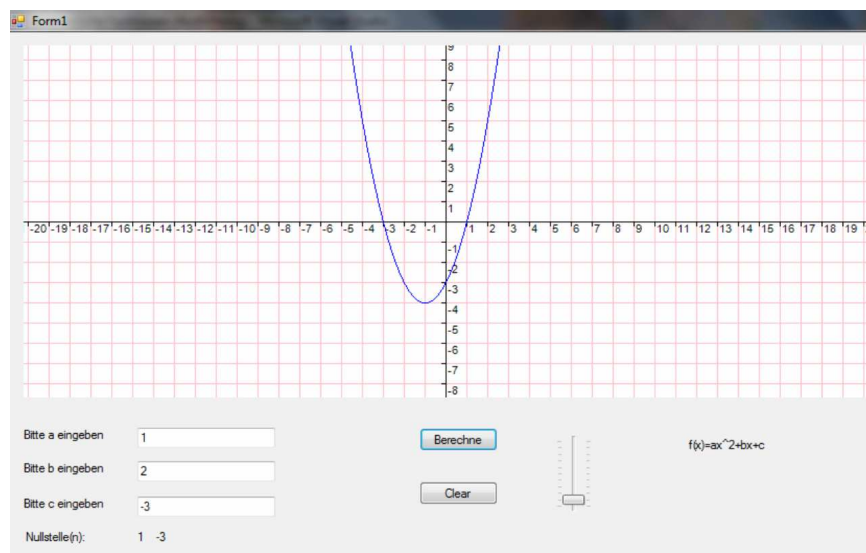 Form1
9
8
7
6
5
4
3
2
1
-20 -19 -18 -17 -16 -15 -14 -13 -12 -11 -10 -9 -8 -7 -6 -5 -4 -3 -2 -1 1 2 3 4 5 6 7 8 9 10 11 12 13 14 15 16 17 18 19
-1
-2
-3
-4
-5
-6
-7
-8
Bitte a eingeben 1
Berechne
f(x)=ax^2+bx+c
Bitte b eingeben 2
Clear
Bitte c eingeben -3
Nullstelle(n): 1 -3